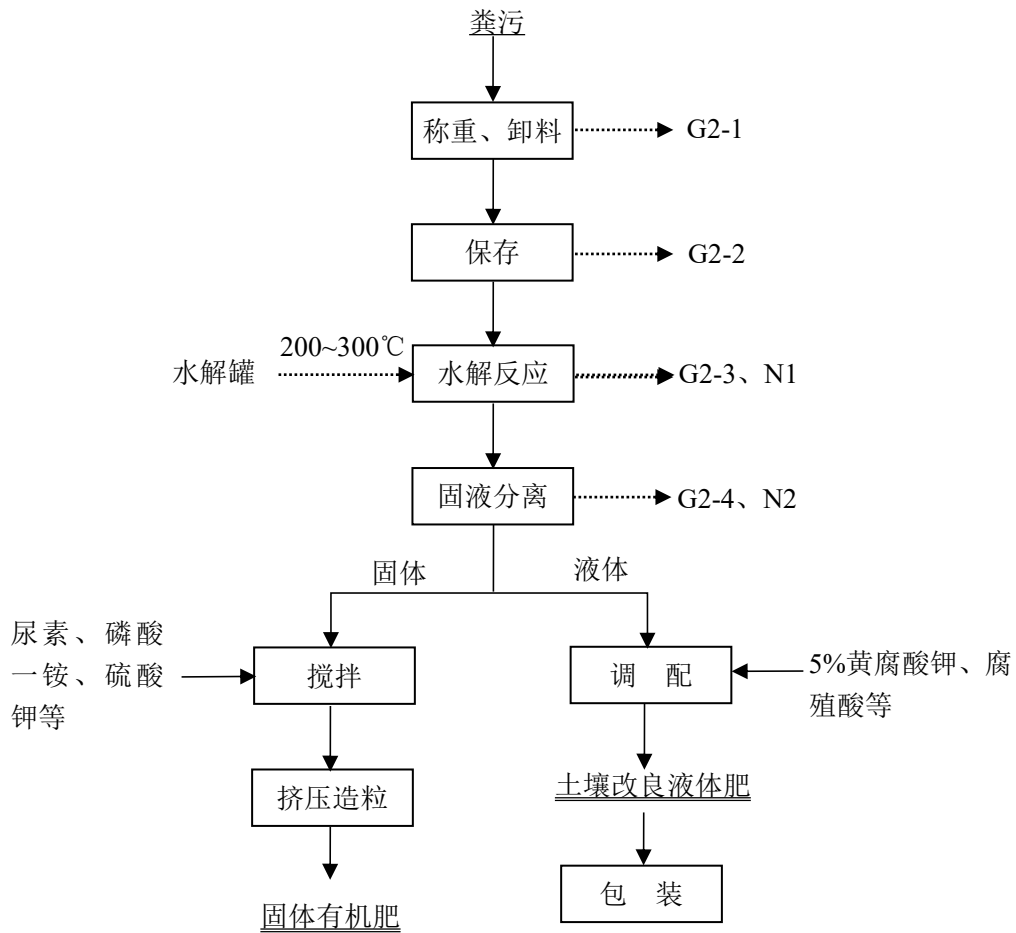 粪污
称重、卸料
G2-1
保存
G2-2
200~300℃
水解罐
水解反应
G2-3、N1
固液分离
G2-4、N2
固体
液体
尿素、磷酸
一铵、硫酸
钾等
搅拌
调 配
5%黄腐酸钾、腐
殖酸等
挤压造粒
土壤改良液体肥
固体有机肥
包 装